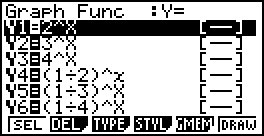 Graph Func :Y=
Y1=2^X [—]
Y2=3^X [—]
Y3=4^X [—]
Y4=(1÷2)^x [—]
Y5=(1÷3)^X [—]
Y6=(1÷4)^X [—]
SEL DEL TYPE STYL GMEM DRAW